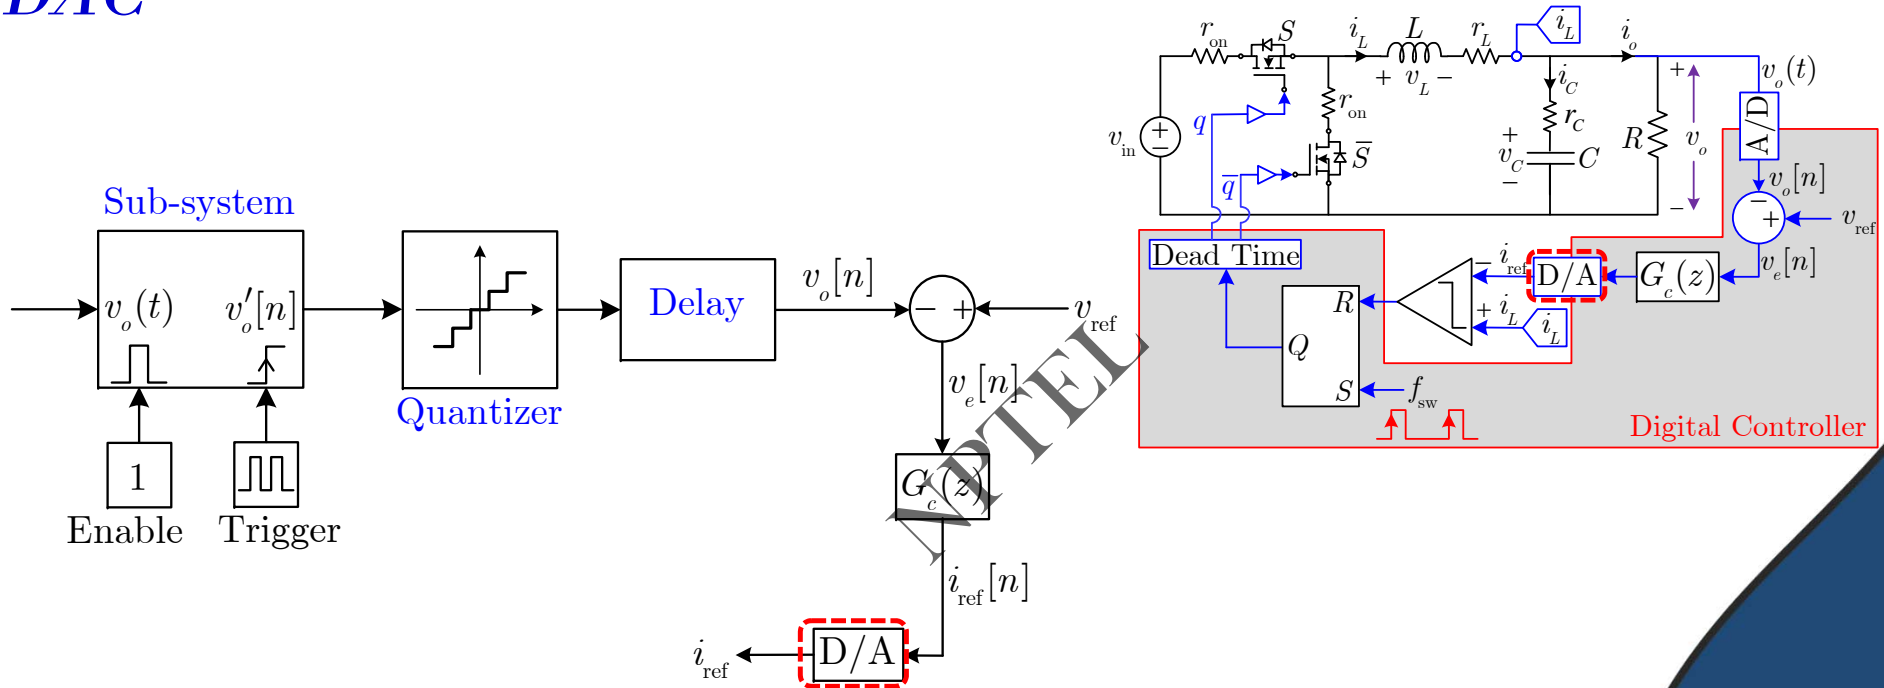 DAC
Sub-system
v_o(t) v'_o[n]
1
Enable
Trigger
Quantizer
Delay
v_o[n]
− +
v_ref
v_e[n]
G_c(z)
i_ref[n]
D/A
i_ref
NPTEL
r_on S i_L L r_L i_L i_o
+ v_L −
i_C
v_o(t)
+
A/D
q
r_on
r_C
v_in
+
−
S̅
+
v_C
−
C
R
v_o
−
q̅
v_o[n]
−
+
v_ref
Dead Time
− i_ref
D/A
G_c(z)
v_e[n]
R
+ i_L
i_L
Q
S
f_sw
Digital Controller